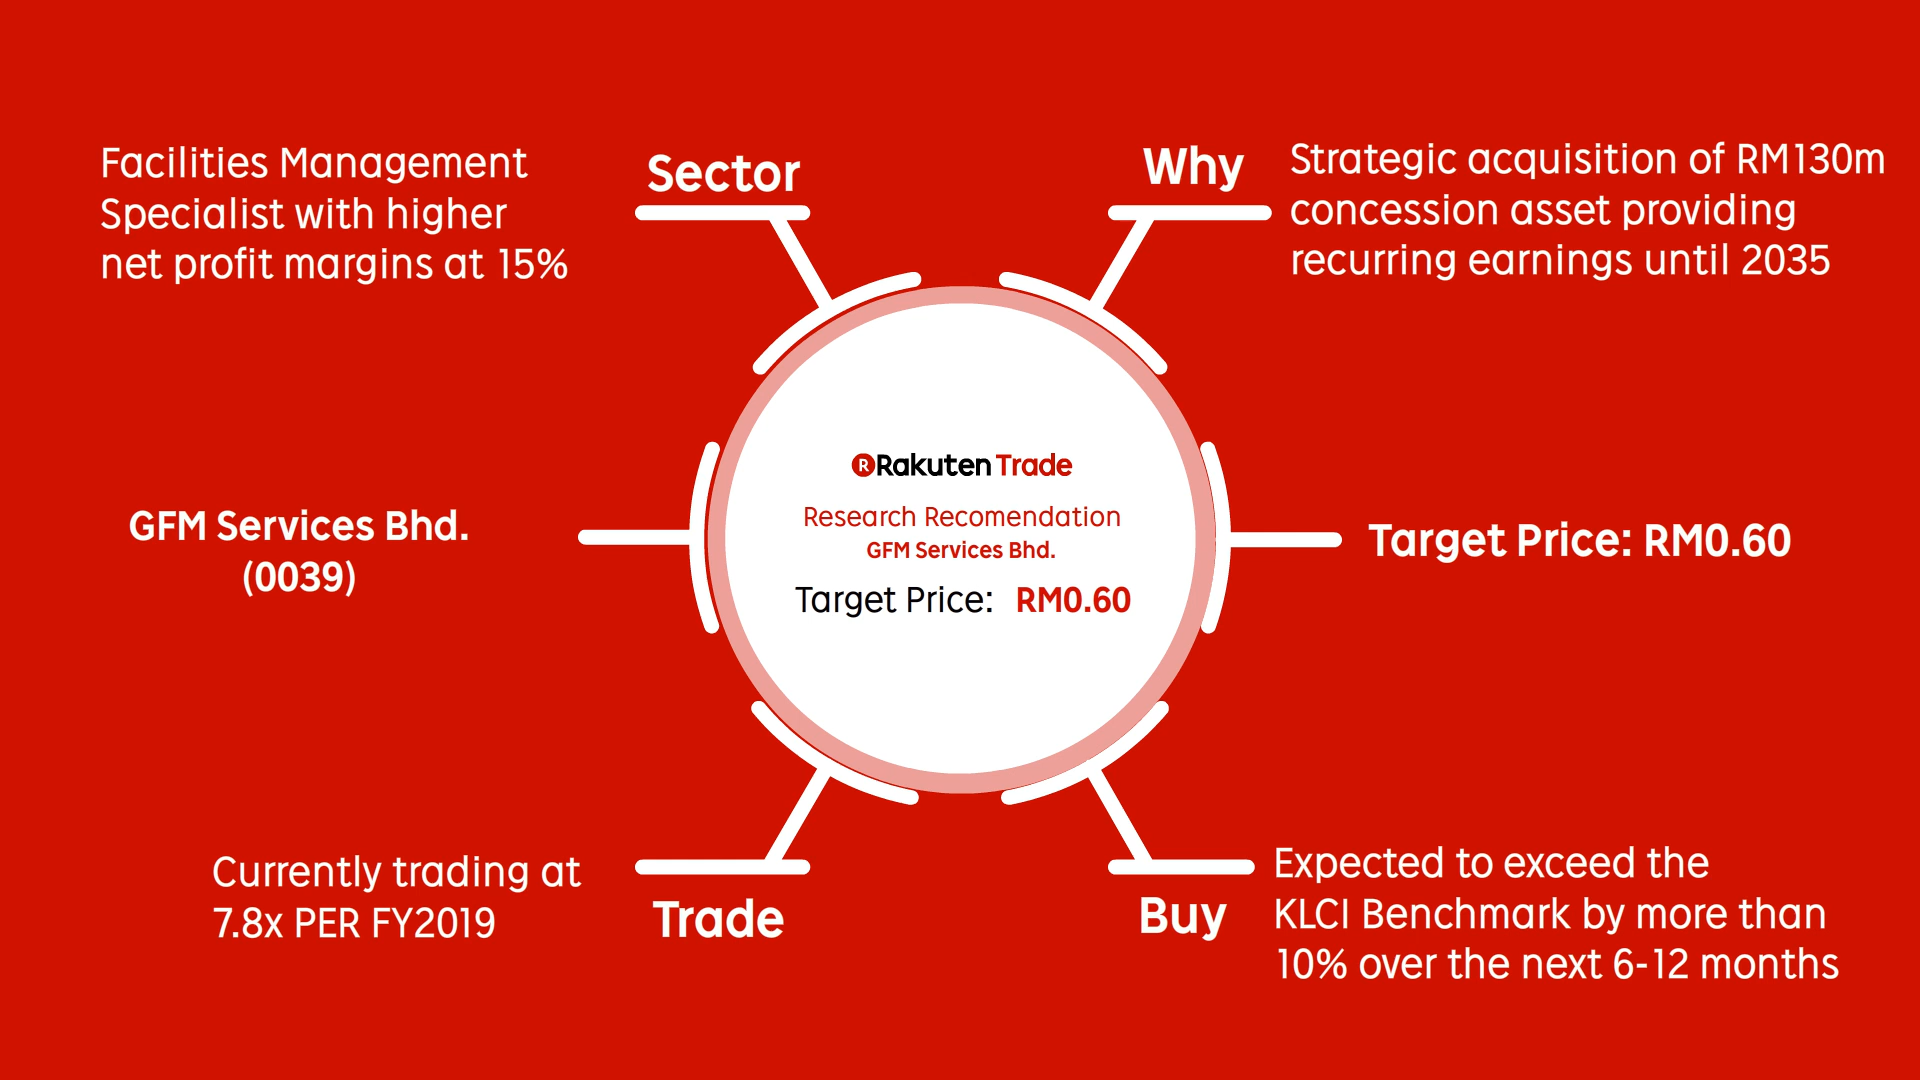 Facilities Management
Specialist with higher
net profit margins at 15%
Sector
Why
Strategic acquisition of RM130m
concession asset providing
recurring earnings until 2035
GFM Services Bhd.
(0039)
R Rakuten Trade
Research Recomendation
GFM Services Bhd.
Target Price: RM0.60
Target Price: RM0.60
Currently trading at
7.8x PER FY2019
Trade
Buy
Expected to exceed the
KLCI Benchmark by more than
10% over the next 6-12 months